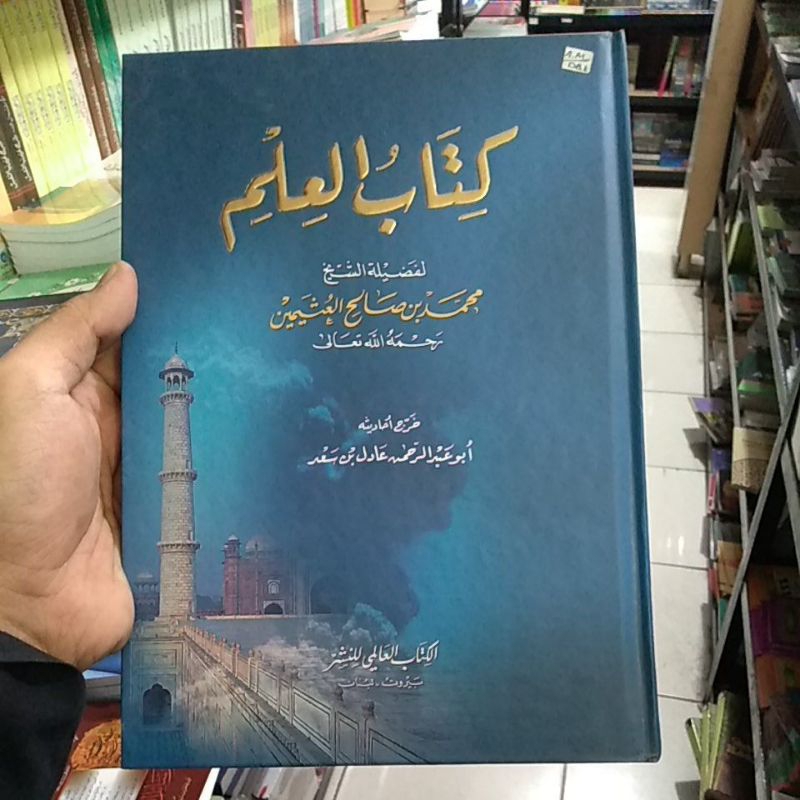 كِتَابُ العِلْمِ
لفضيلة الشيخ
محمد بن صالح العثيمين
رحمه الله تعالى
خرج أحاديثه
أبو عبد الرحمن عادل بن سعد
الكتاب العالمي للنشر
بيروت - لبنان